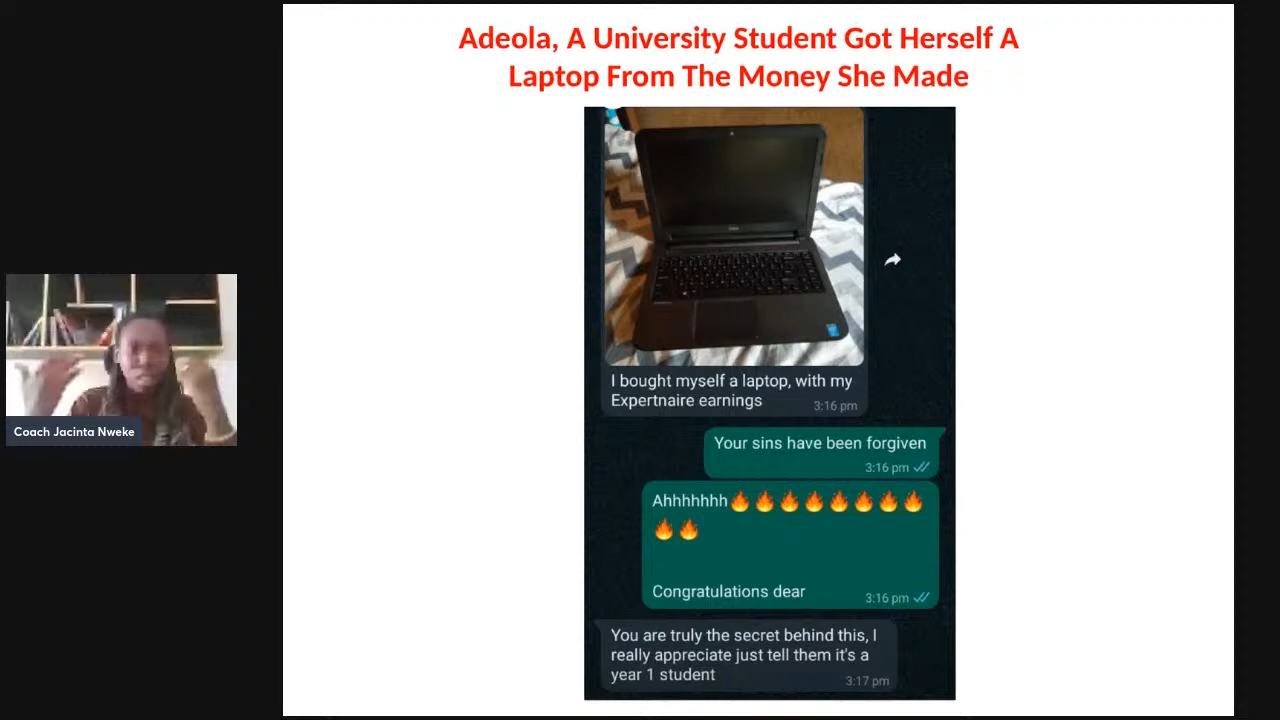 Adeola, A University Student Got Herself A
Laptop From The Money She Made
I bought myself a laptop, with my
Expertnaire earnings
3:16 pm
Your sins have been forgiven
3:16 pm
Ahhhhhhh🔥🔥🔥🔥🔥🔥🔥🔥
🔥🔥
Congratulations dear
3:16 pm
You are truly the secret behind this, I
really appreciate just tell them it's a
year 1 student
3:17 pm
Coach Jacinta Nweke